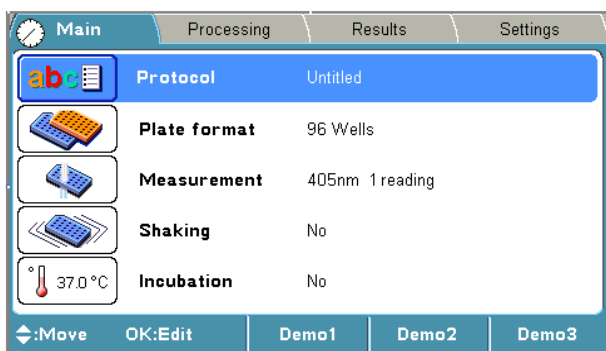 Main Processing Results Settings
abc Protocol Untitled
Plate format 96 Wells
Measurement 405nm 1 reading
Shaking No
37.0°C Incubation No
:Move OK:Edit Demo1 Demo2 Demo3